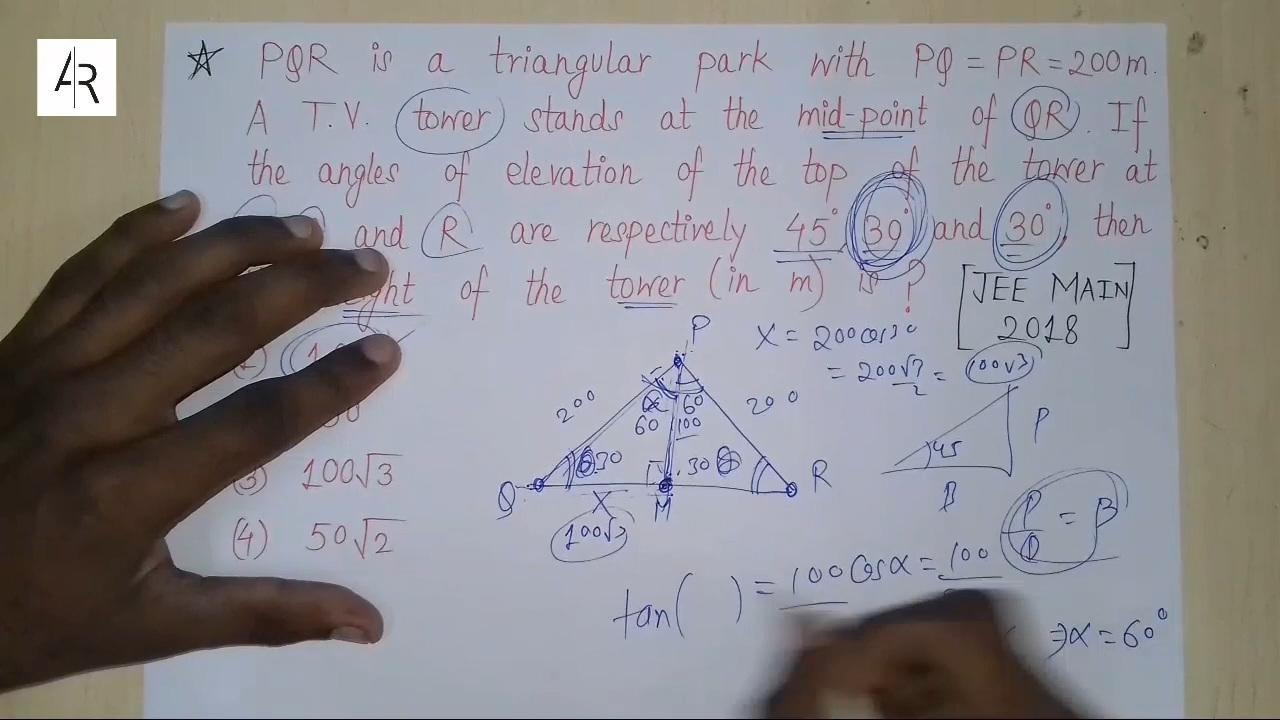 AR
☆ PQR is a triangular park with PQ = PR = 200m.
A T.V. tower stands at the mid-point of QR. If
the angles of elevation of the top of the tower at
and R are respectively 45° 30° and 30°, then
of the tower (in m) is ?
[JEE MAIN
2018]
(3) 100√3
(4) 50√2
P
200
α 60
60 100
200
30 30
Q X M R
100√3
X = 200 cos 30
= 200√3/2 = 100√3
45
P
B
P/B =
tan( ) = 100 cosα = 100
⇒ α = 60°